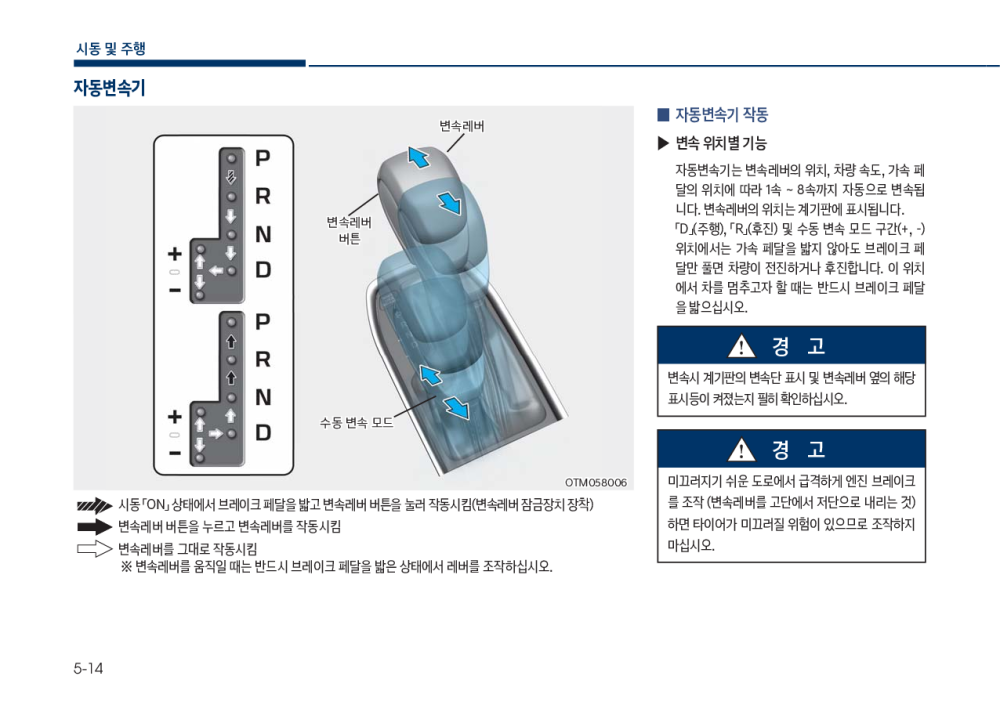 시동 및 주행
자동변속기
변속레버
변속레버
버튼
수동 변속 모드
P
R
N
D
+
-
P
R
N
D
+
-
OTM058006
시동「ON」상태에서 브레이크 페달을 밟고 변속레버 버튼을 눌러 작동시킴(변속레버 잠금장치 장착)
변속레버 버튼을 누르고 변속레버를 작동시킴
변속레버를 그대로 작동시킴
※ 변속레버를 움직일 때는 반드시 브레이크 페달을 밟은 상태에서 레버를 조작하십시오.
■ 자동변속기 작동
▶ 변속 위치별 기능
자동변속기는 변속레버의 위치, 차량 속도, 가속 페
달의 위치에 따라 1속 ~ 8속까지 자동으로 변속됩
니다. 변속레버의 위치는 계기판에 표시됩니다.
「D」(주행), 「R」(후진) 및 수동 변속 모드 구간(+, -)
위치에서는 가속 페달을 밟지 않아도 브레이크 페
달만 풀면 차량이 전진하거나 후진합니다. 이 위치
에서 차를 멈추고자 할 때는 반드시 브레이크 페달
을 밟으십시오.
경 고
변속시 계기판의 변속단 표시 및 변속레버 옆의 해당
표시등이 켜졌는지 필히 확인하십시오.
경 고
미끄러지기 쉬운 도로에서 급격하게 엔진 브레이크
를 조작 (변속레버를 고단에서 저단으로 내리는 것)
하면 타이어가 미끄러질 위험이 있으므로 조작하지
마십시오.
5-14